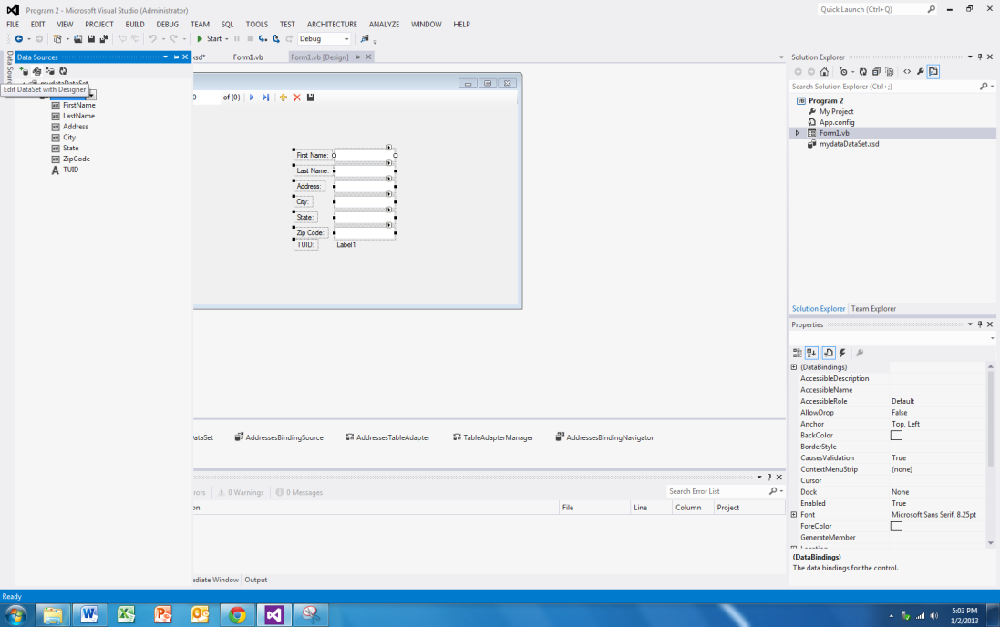 Program 2 - Microsoft Visual Studio (Administrator)
Quick Launch (Ctrl+Q)
FILE EDIT VIEW PROJECT BUILD DEBUG TEAM SQL TOOLS TEST ARCHITECTURE ANALYZE WINDOW HELP
Start
Debug
Data Sources
Data Sour
xsd*
Form1.vb
Form1.vb [Design]
mydataDataSet
Edit DataSet with Designer
FirstName
LastName
Address
City
State
ZipCode
TUID
0
of {0}
First Name:
Last Name:
Address:
City:
State:
Zip Code:
TUID: Label1
ataSet
AddressesBindingSource
AddressesTableAdapter
TableAdapterManager
AddressesBindingNavigator
rors
0 Warnings
0 Messages
Search Error List
on
File
Line
Column
Project
ediate Window
Output
Solution Explorer
Search Solution Explorer (Ctrl+;)
Program 2
My Project
App.config
Form1.vb
mydataDataSet.xsd
Solution Explorer
Team Explorer
Properties
(DataBindings)
AccessibleDescription
AccessibleName
AccessibleRole Default
AllowDrop False
Anchor Top, Left
BackColor
BorderStyle
CausesValidation True
ContextMenuStrip (none)
Cursor
Dock None
Enabled True
Font Microsoft Sans Serif, 8.25pt
ForeColor
GenerateMember
Location
(DataBindings)
The data bindings for the control.
Ready
5:03 PM
1/2/2013